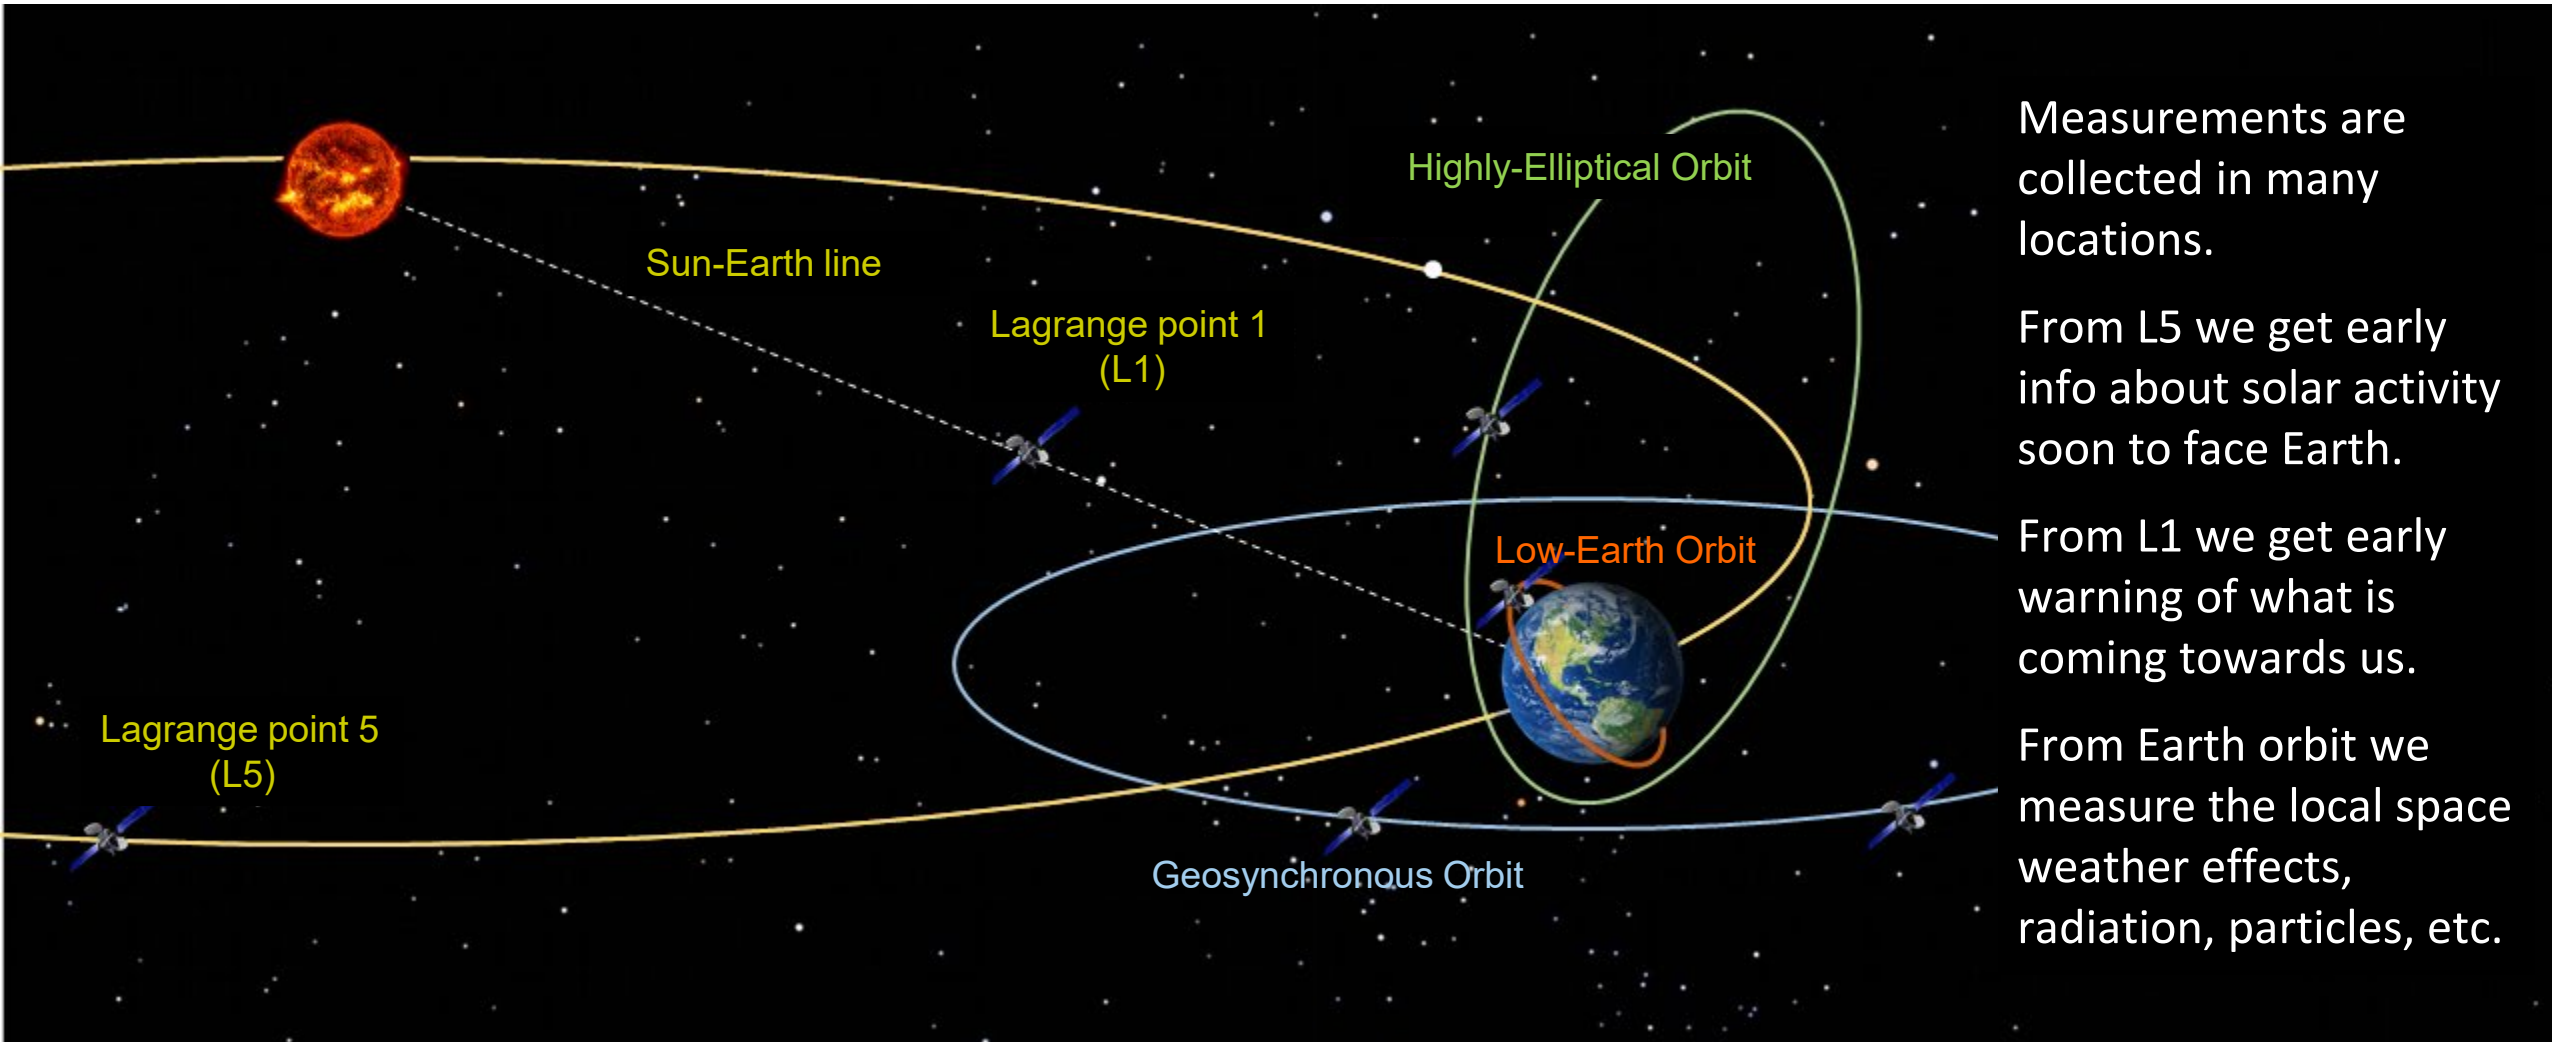 Highly-Elliptical Orbit
Sun-Earth line
Lagrange point 1
(L1)
Low-Earth Orbit
Lagrange point 5
(L5)
Geosynchronous Orbit
Measurements are
collected in many
locations.
From L5 we get early
info about solar activity
soon to face Earth.
From L1 we get early
warning of what is
coming towards us.
From Earth orbit we
measure the local space
weather effects,
radiation, particles, etc.